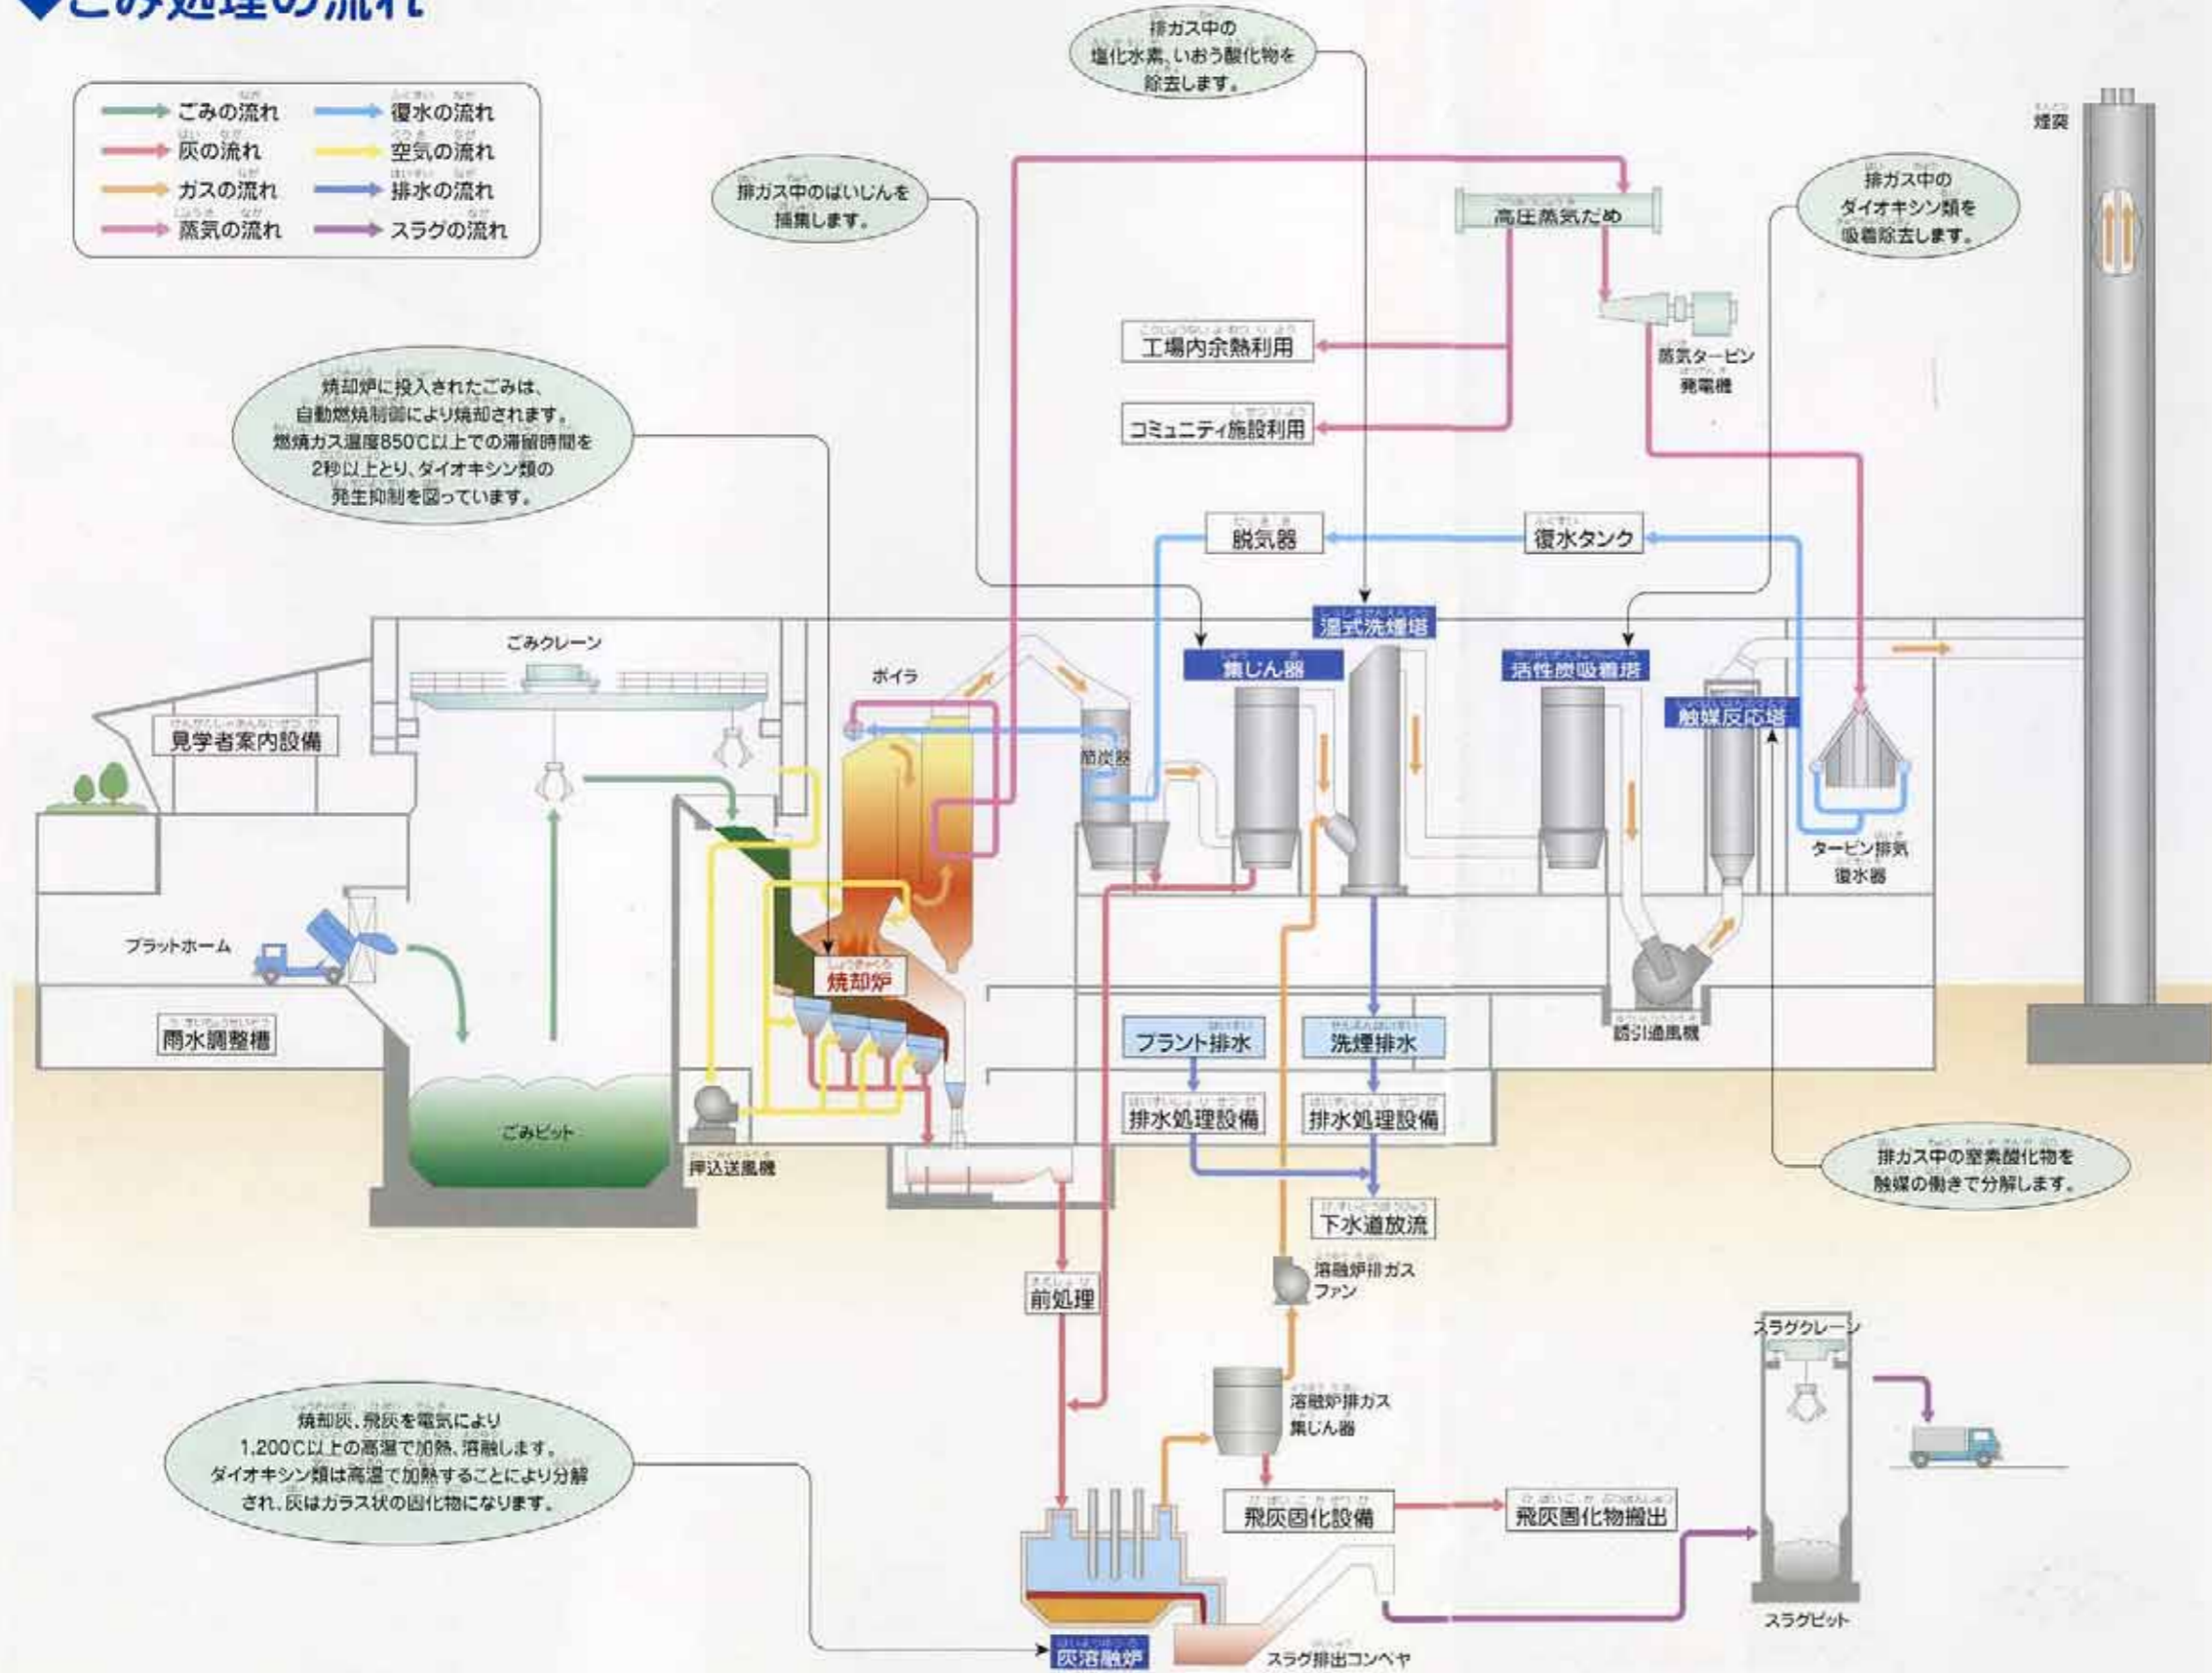 ◆ごみ処理の流れ
ごみの流れ
灰の流れ
ガスの流れ
蒸気の流れ
復水の流れ
空気の流れ
排水の流れ
スラグの流れ
排ガス中の
塩化水素、いおう酸化物を
除去します。
排ガス中のばいじんを
捕集します。
排ガス中の
ダイオキシン類を
吸着除去します。
煙突
高圧蒸気だめ
蒸気タービン
発電機
工場内余熱利用
コミュニティ施設利用
焼却炉に投入されたごみは、
自動燃焼制御により焼却されます。
燃焼ガス温度850℃以上での滞留時間を
2秒以上とり、ダイオキシン類の
発生抑制を図っています。
脱気器
復水タンク
湿式洗煙塔
集じん器
活性炭吸着塔
触媒反応塔
ごみクレーン
ボイラ
節炭器
見学者案内設備
タービン排気
復水器
プラットホーム
焼却炉
雨水調整槽
ごみピット
押込送風機
プラント排水
洗煙排水
誘引通風機
排水処理設備
排水処理設備
下水道放流
排ガス中の窒素酸化物を
触媒の働きで分解します。
溶融炉排ガス
ファン
前処理
スラグクレーン
溶融炉排ガス
集じん器
焼却灰、飛灰を電気により
1,200℃以上の高温で加熱、溶融します。
ダイオキシン類は高温で加熱することにより分解
され、灰はガラス状の固化物になります。
飛灰固化設備
飛灰固化物搬出
スラグピット
灰溶融炉
スラグ排出コンベヤ